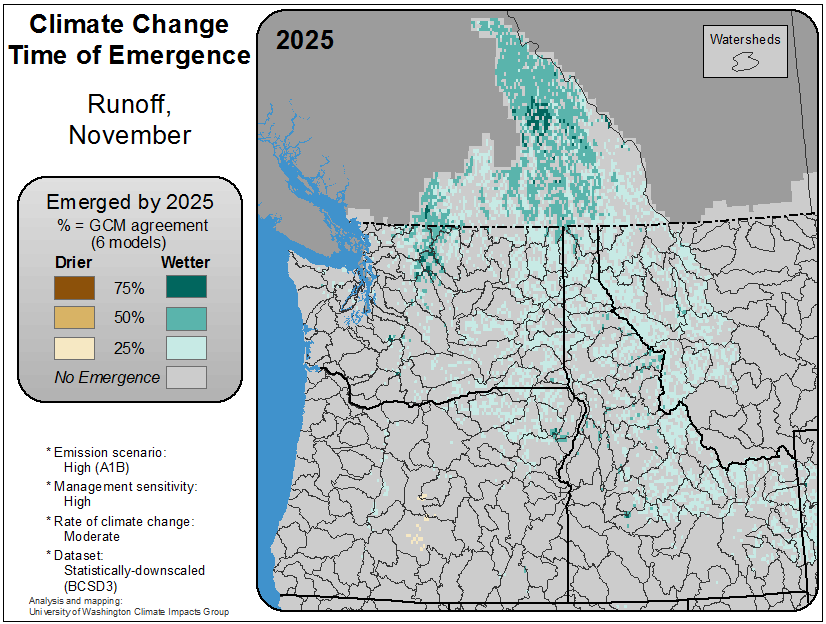 Climate Change
Time of Emergence
Runoff,
November
Emerged by 2025
% = GCM agreement
(6 models)
Drier Wetter
75%
50%
25%
No Emergence
* Emission scenario:
High (A1B)
* Management sensitivity:
High
* Rate of climate change:
Moderate
* Dataset:
Statistically-downscaled
(BCSD3)
Analysis and mapping:
University of Washington Climate Impacts Group
2025
Watersheds